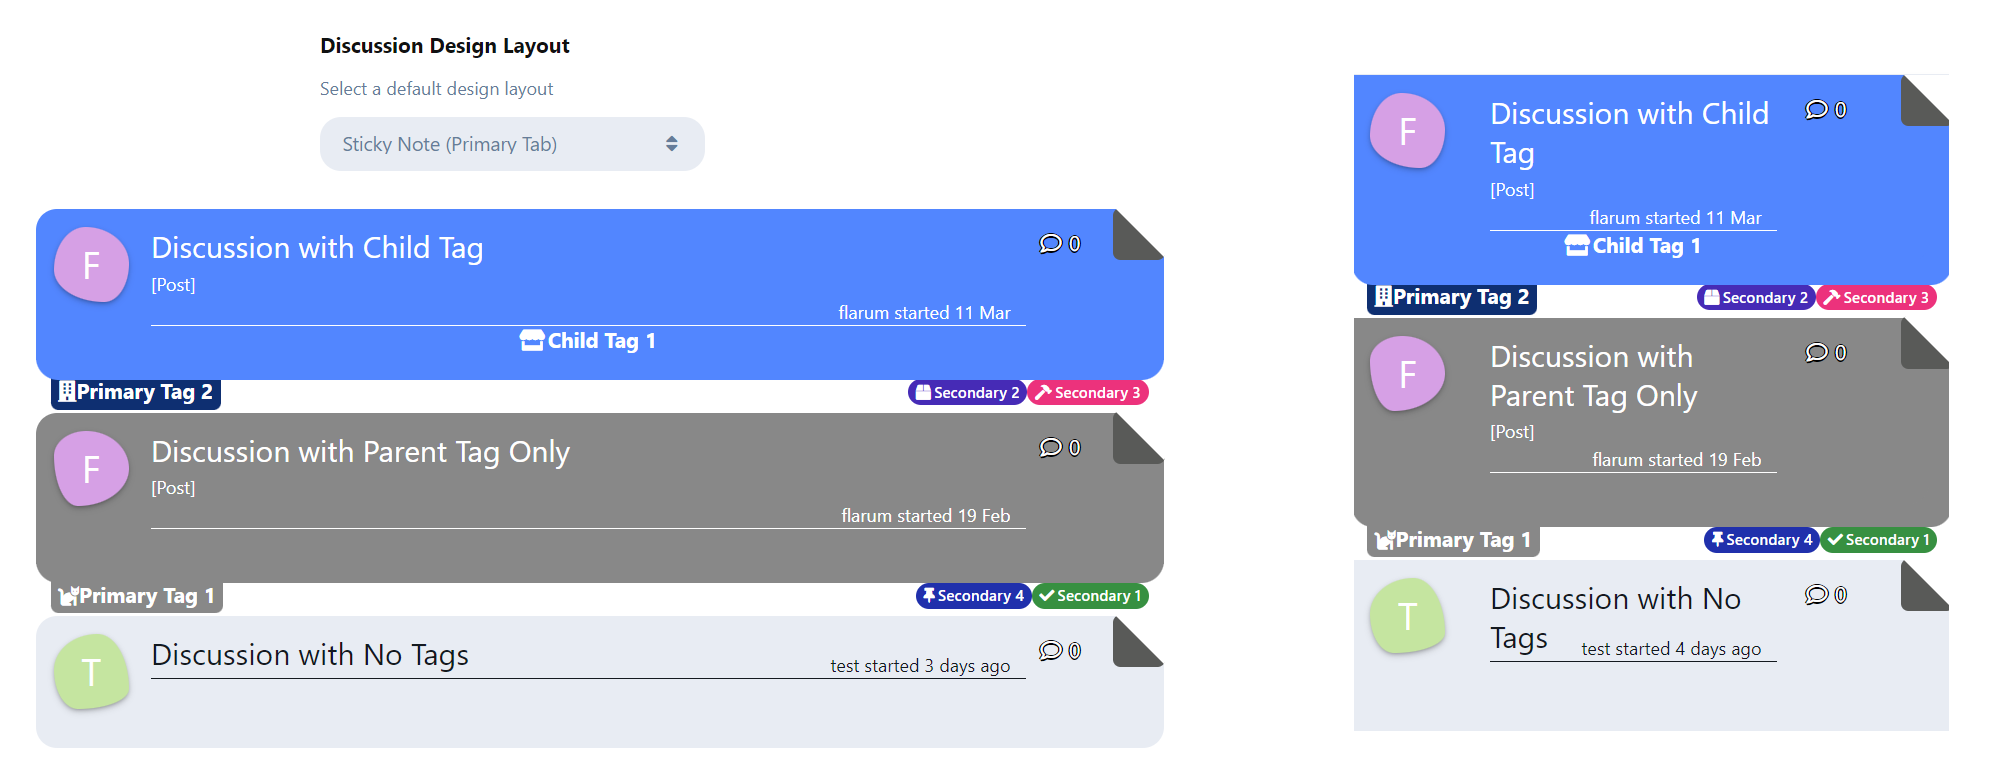 Discussion Design Layout
Select a default design layout
Sticky Note (Primary Tab)
F
Discussion with Child Tag
0
[Post]
flarum started 11 Mar
Child Tag 1
Primary Tag 2
Secondary 2
Secondary 3
F
Discussion with Parent Tag Only
0
[Post]
flarum started 19 Feb
Primary Tag 1
Secondary 4
Secondary 1
T
Discussion with No Tags
0
test started 3 days ago
F
Discussion with Child
Tag
0
[Post]
flarum started 11 Mar
Child Tag 1
Primary Tag 2
Secondary 2
Secondary 3
F
Discussion with
Parent Tag Only
0
[Post]
flarum started 19 Feb
Primary Tag 1
Secondary 4
Secondary 1
T
Discussion with No
Tags
0
test started 4 days ago